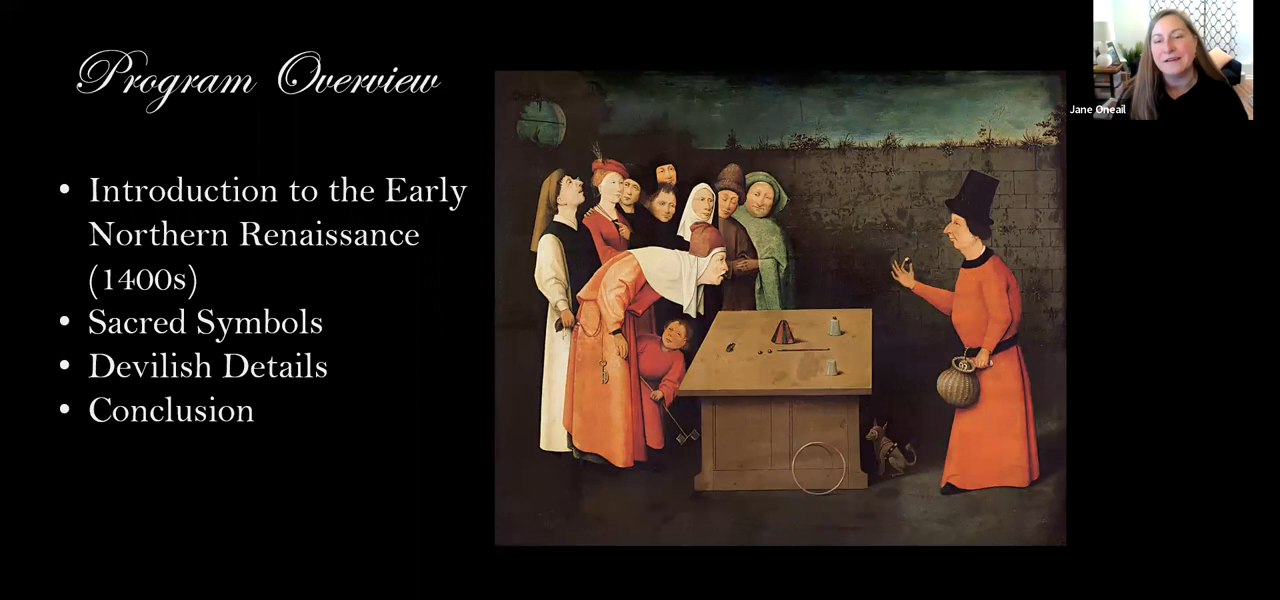 Program Overview
• Introduction to the Early
Northern Renaissance
(1400s)
• Sacred Symbols
• Devilish Details
• Conclusion
Jane Oneail